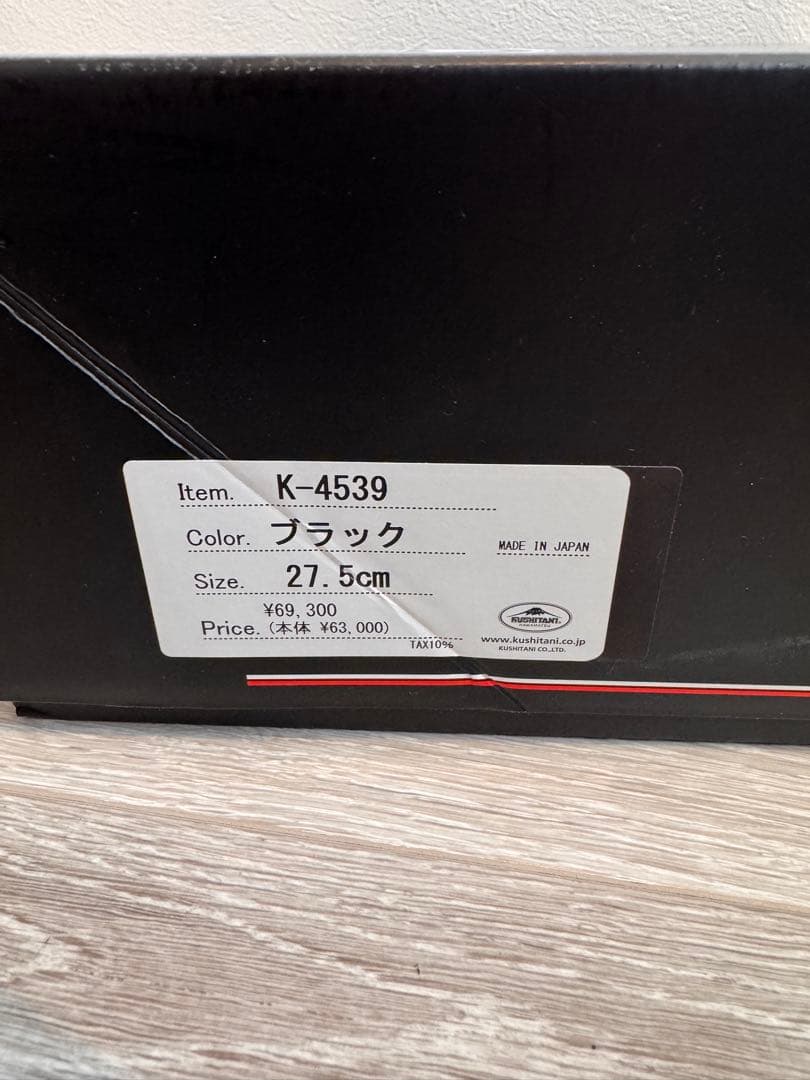 Item. K-4539
Color. ブラック
MADE IN JAPAN
Size. 27.5cm
¥69,300
Price. (本体 ¥63,000)
TAX10%
KUSHITANI
HAMAMATSU
www.kushitani.co.jp
KUSHITANI CO.,LTD.